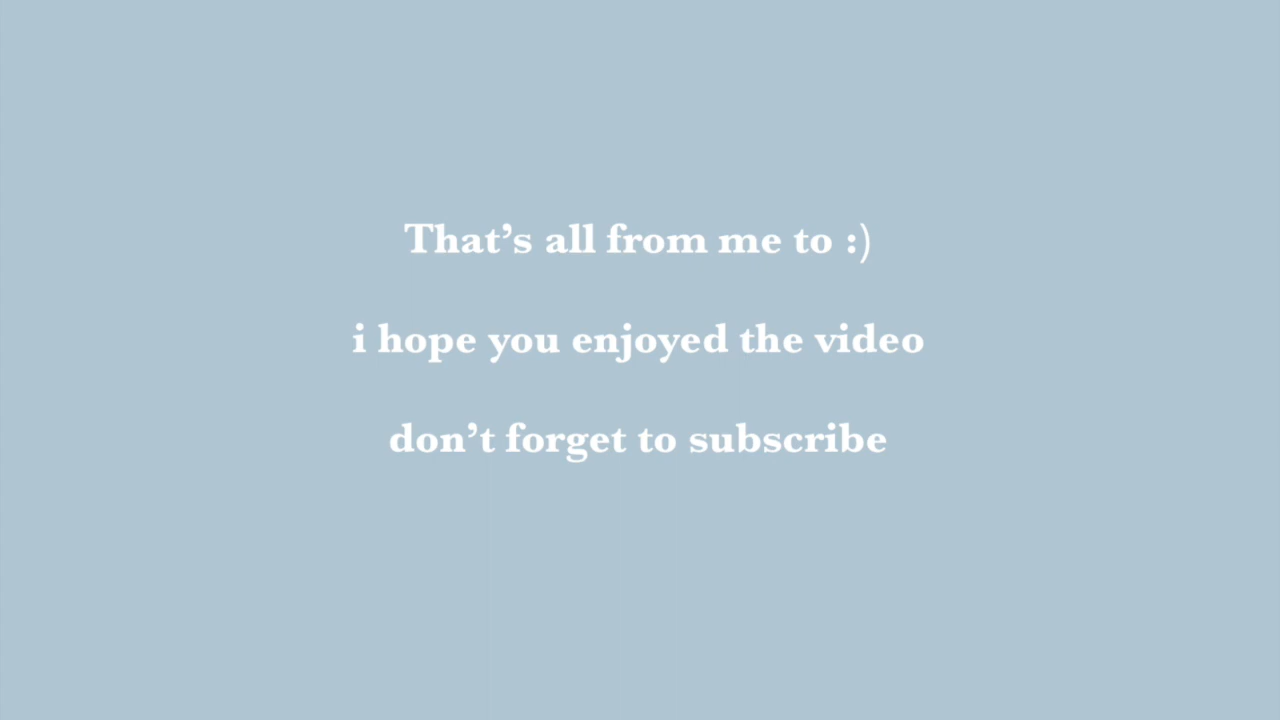 That’s all from me to :)
i hope you enjoyed the video
don’t forget to subscribe